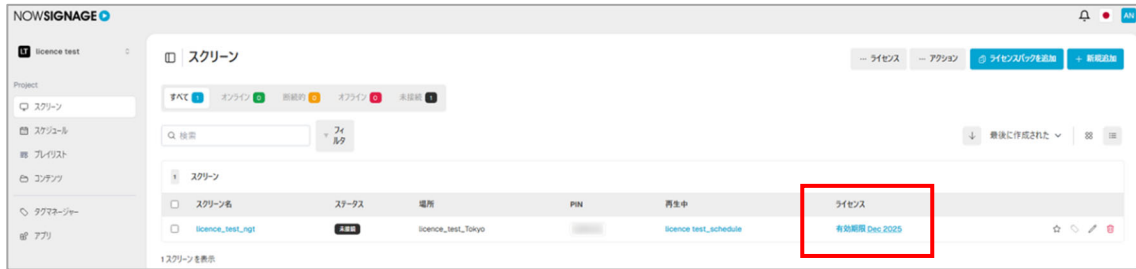 NOWSIGNAGE
AN
LT licence test
スクリーン
... ライセンス
... アクション
ライセンスパックを追加
+ 新規追加
Project
スクリーン
スケジュール
プレイリスト
コンテンツ
タグマネージャー
アプリ
すべて 1
オンライン 0
断続的 0
オフライン 0
未接続 1
検索
フィルタ
最後に作成された
1 スクリーン
スクリーン名 ステータス 場所 PIN 再生中 ライセンス
licence_test_ngt 未接続 licence_test_Tokyo licence test_schedule 有効期限 Dec 2025
1スクリーンを表示